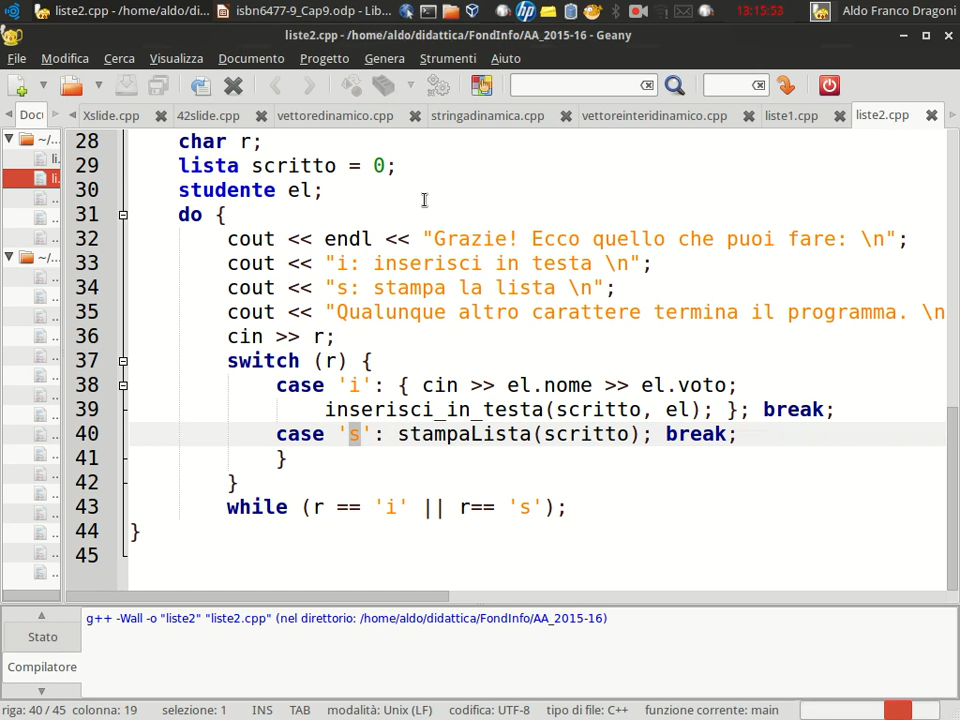 liste2.cpp - /home/aldo/di... isbn6477-9_Cap9.odp - Lib... 13:15:53 Aldo Franco Dragoni
liste2.cpp - /home/aldo/didattica/FondInfo/AA_2015-16 - Geany
File Modifica Cerca Visualizza Documento Progetto Genera Strumenti Aiuto
Docu Xslide.cpp 42slide.cpp vettoredinamico.cpp stringadinamica.cpp vettoreinteridinamico.cpp liste1.cpp liste2.cpp
28 char r;
29 lista scritto = 0;
30 studente el;
31 do {
32 cout << endl << "Grazie! Ecco quello che puoi fare: \n";
33 cout << "i: inserisci in testa \n";
34 cout << "s: stampa la lista \n";
35 cout << "Qualunque altro carattere termina il programma. \n
36 cin >> r;
37 switch (r) {
38 case 'i': { cin >> el.nome >> el.voto;
39 inserisci_in_testa(scritto, el); }; break;
40 case 's': stampaLista(scritto); break;
41 }
42 }
43 while (r == 'i' || r== 's');
44 }
45
g++ -Wall -o "liste2" "liste2.cpp" (nel direttorio: /home/aldo/didattica/FondInfo/AA_2015-16)
Stato
Compilatore
riga: 40 / 45 colonna: 19 selezione: 1 INS TAB modalità: Unix (LF) codifica: UTF-8 tipo di file: C++ funzione corrente: main